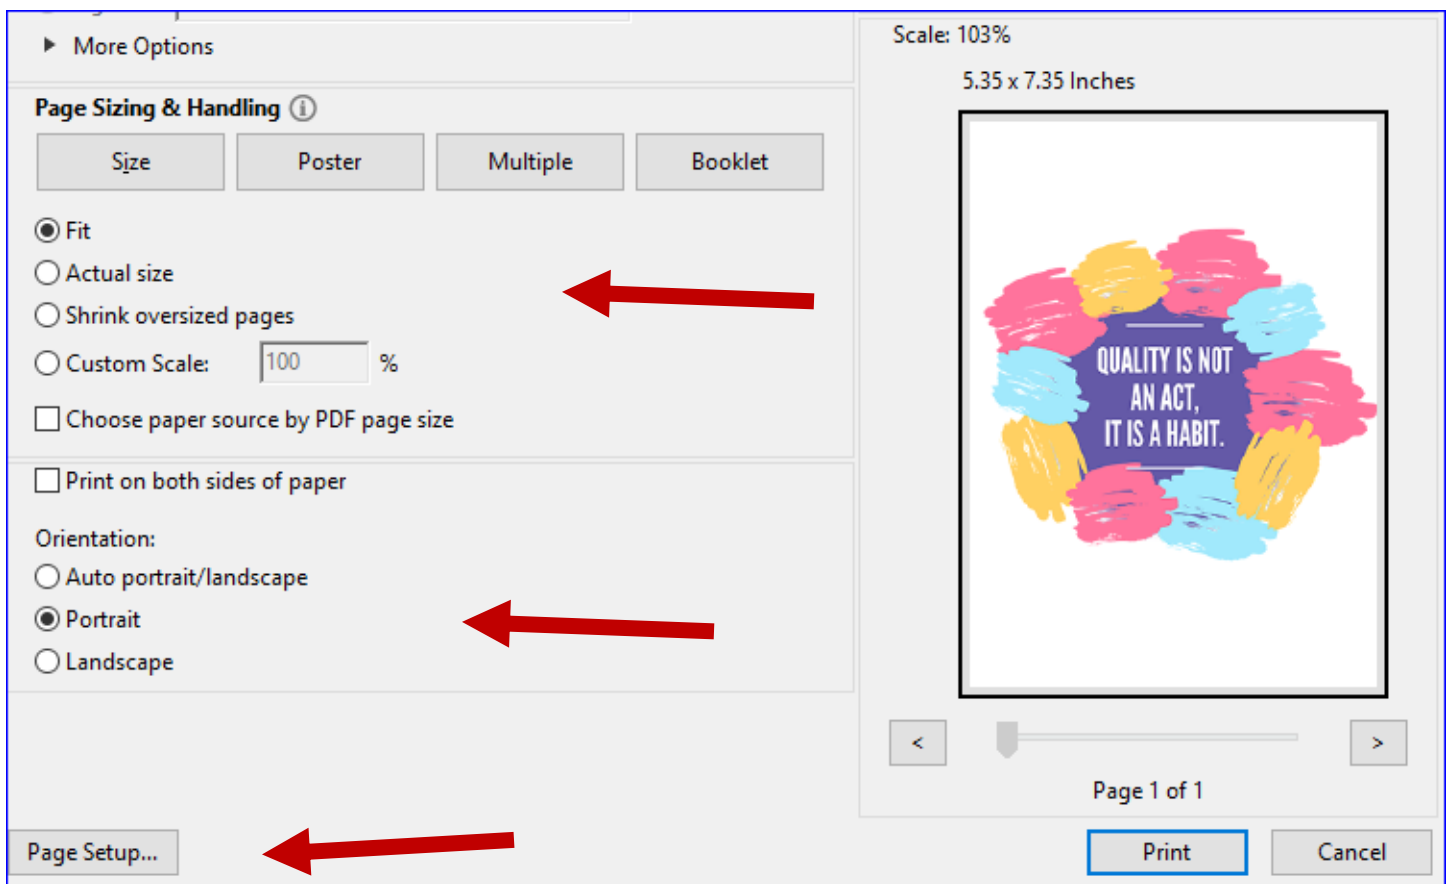 More Options
Page Sizing & Handling
Size
Poster
Multiple
Booklet
Fit
Actual size
Shrink oversized pages
Custom Scale: 100 %
Choose paper source by PDF page size
Print on both sides of paper
Orientation:
Auto portrait/landscape
Portrait
Landscape
Page Setup...
Scale: 103%
5.35 x 7.35 Inches
QUALITY IS NOT
AN ACT,
IT IS A HABIT.
<
>
Page 1 of 1
Print
Cancel